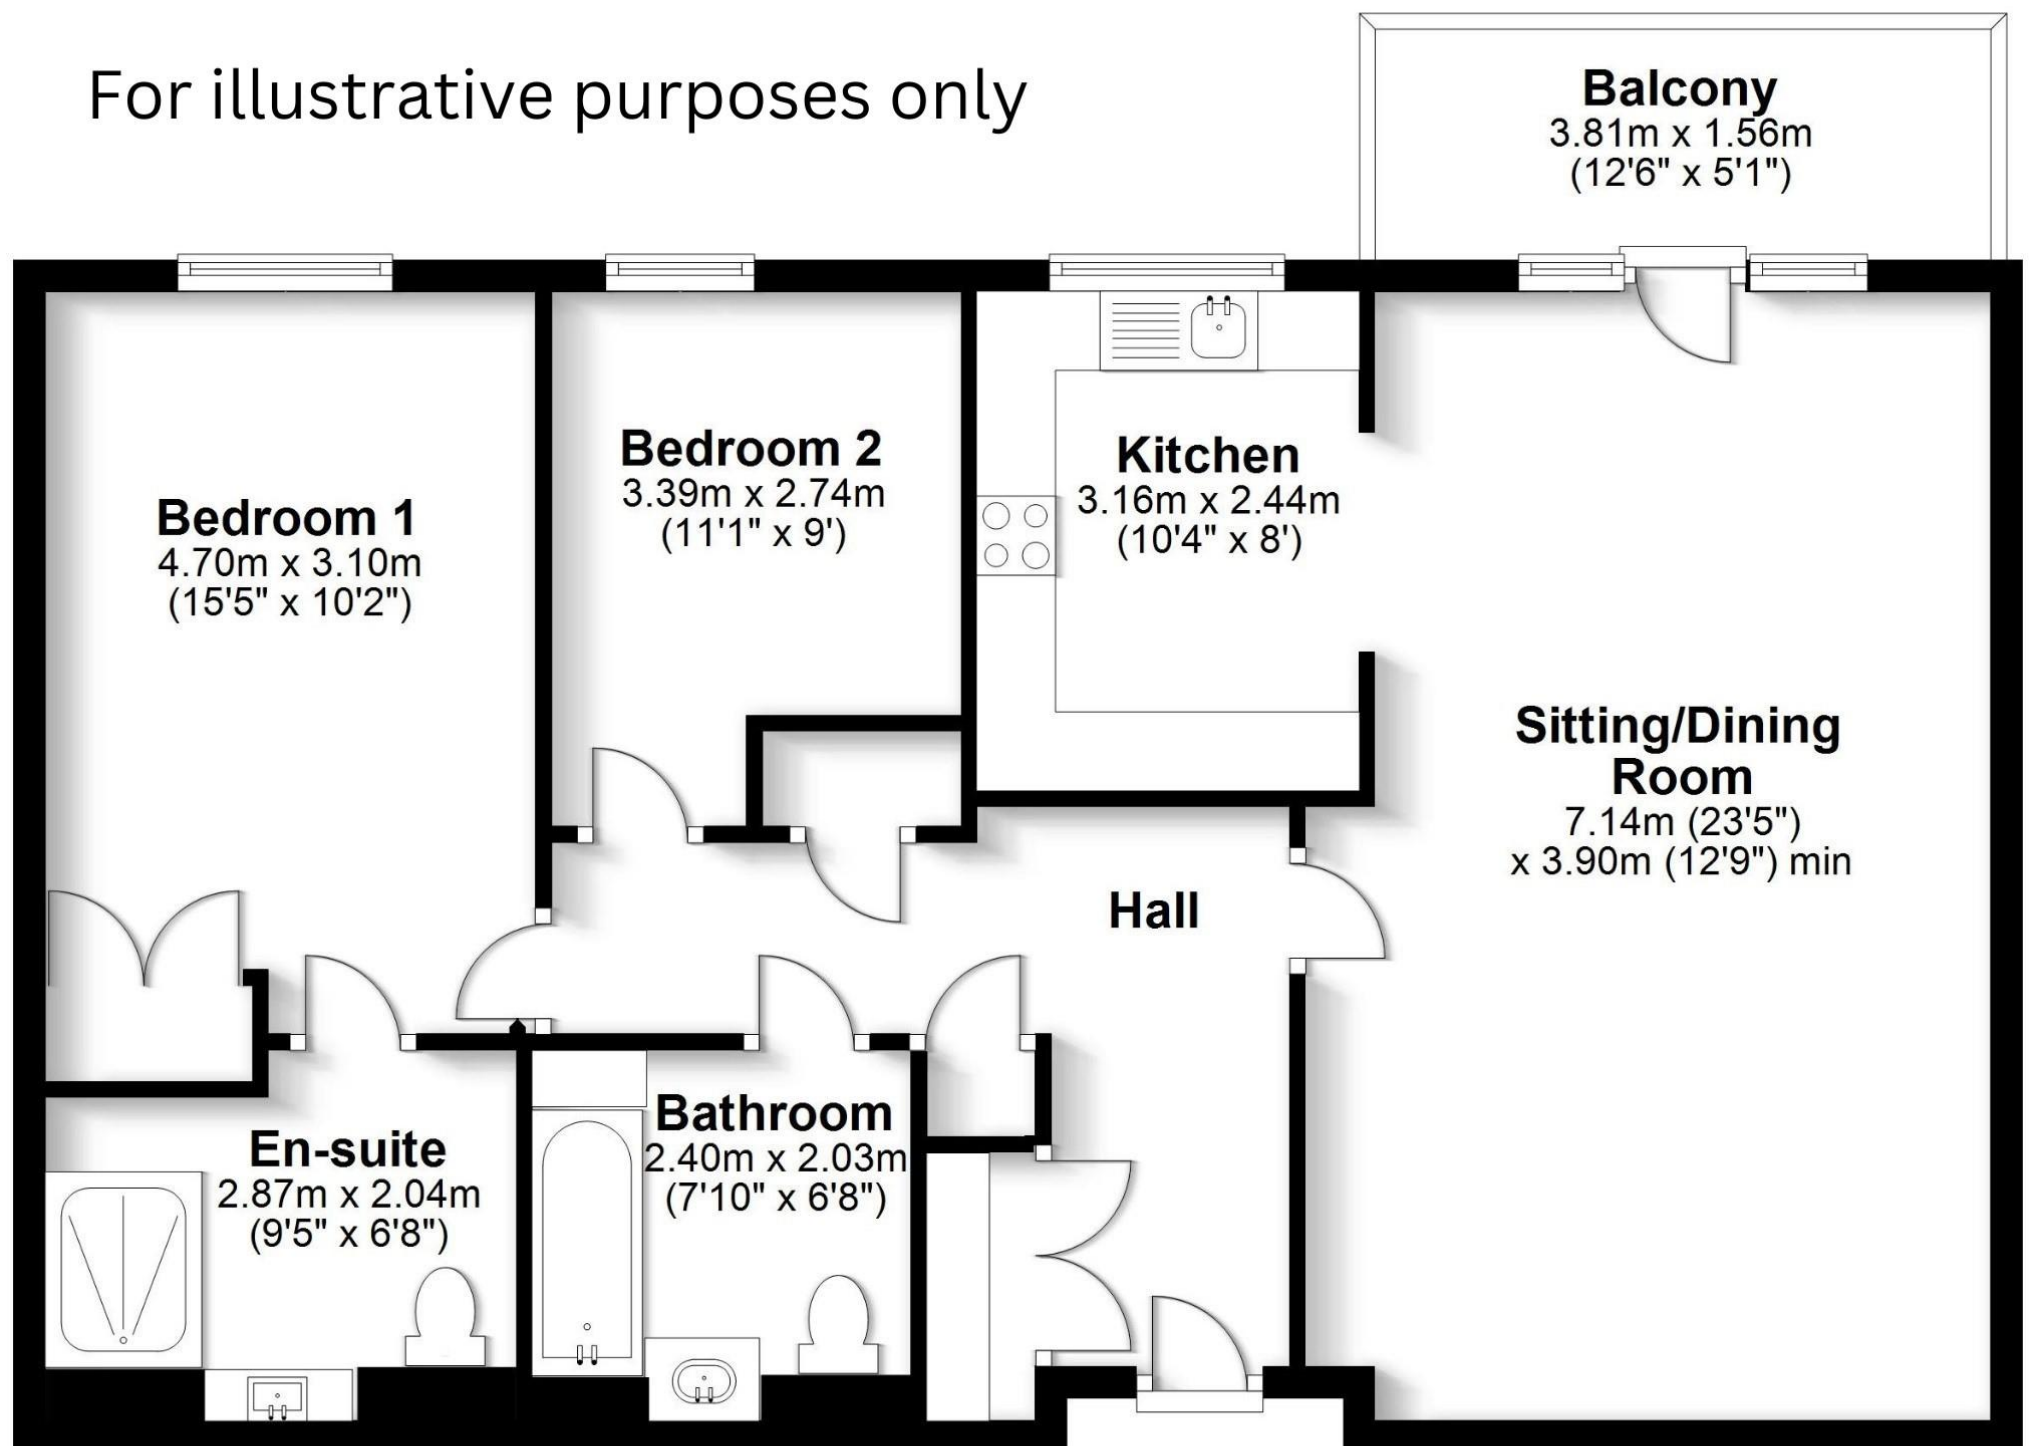 For illustrative purposes only
Balcony
3.81m x 1.56m
(12'6" x 5'1")
Bedroom 1
4.70m x 3.10m
(15'5" x 10'2")
Bedroom 2
3.39m x 2.74m
(11'1" x 9')
Kitchen
3.16m x 2.44m
(10'4" x 8')
Sitting/Dining
Room
7.14m (23'5")
x 3.90m (12'9") min
Hall
En-suite
2.87m x 2.04m
(9'5" x 6'8")
Bathroom
2.40m x 2.03m
(7'10" x 6'8")